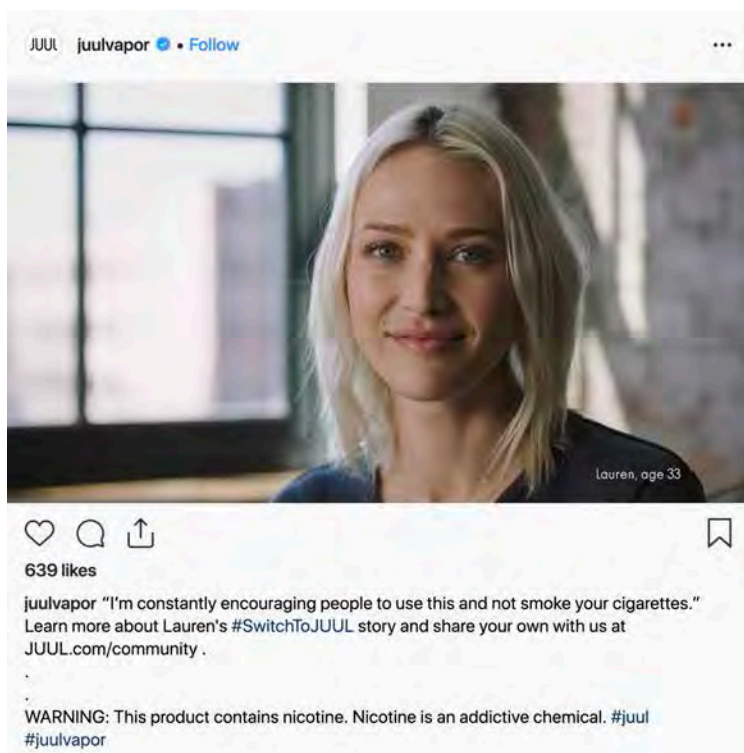 JUUL juulvapor • Follow
Lauren, age 33
639 likes
juulvapor “I'm constantly encouraging people to use this and not smoke your cigarettes.”
Learn more about Lauren's #SwitchToJUUL story and share your own with us at
JUUL.com/community .
.
.
WARNING: This product contains nicotine. Nicotine is an addictive chemical. #juul
#juulvapor